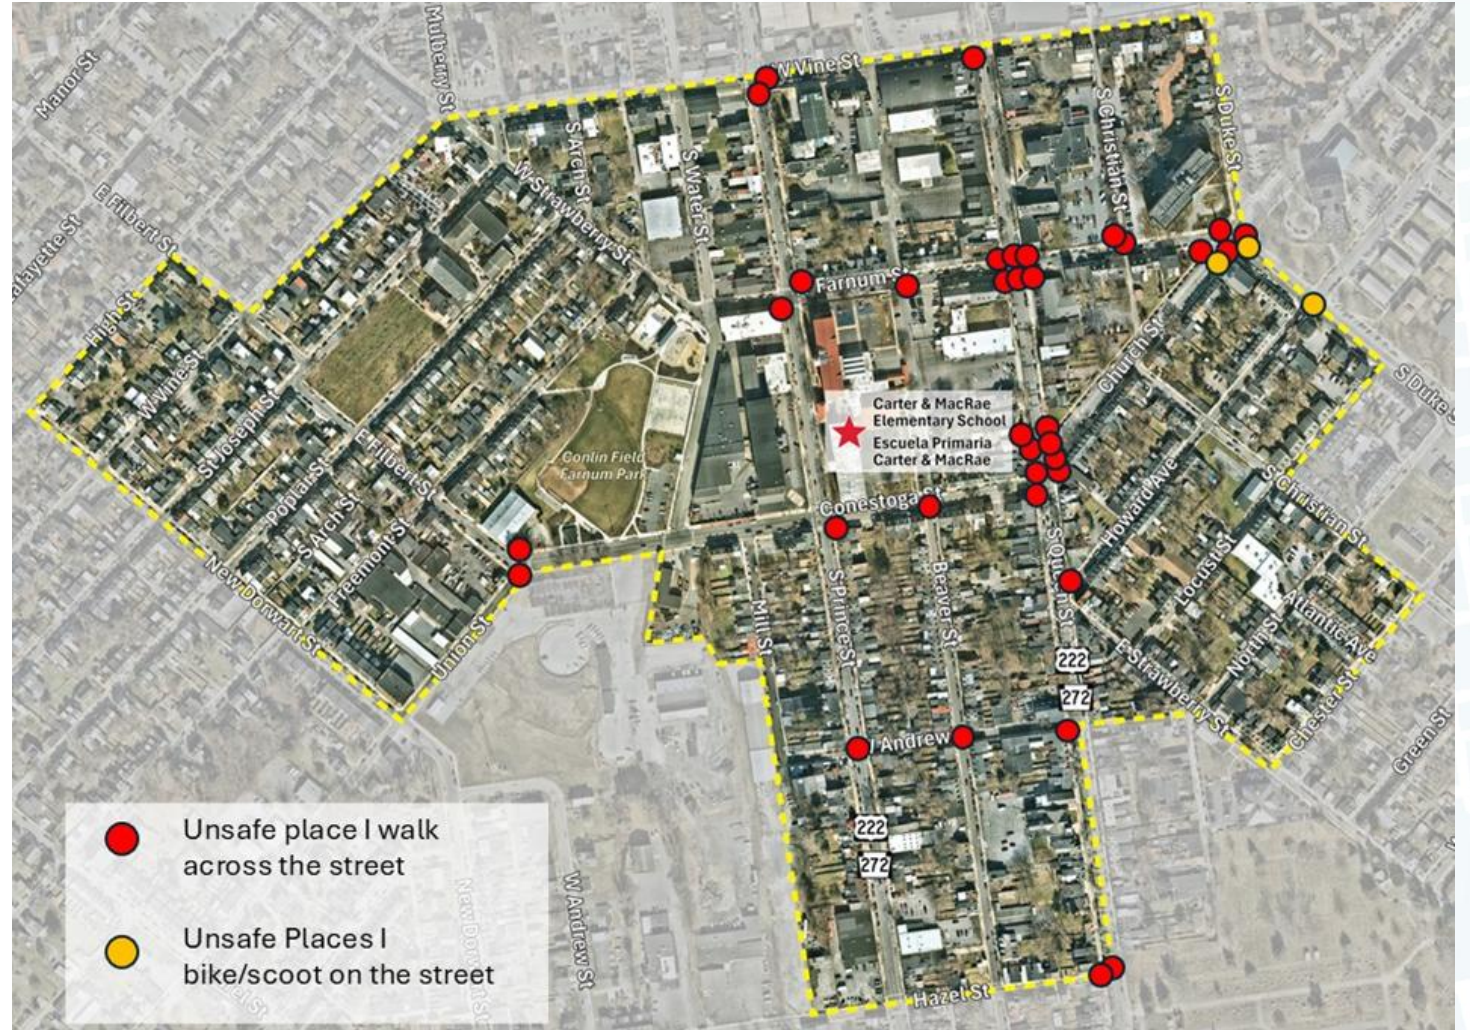 Manor St
Mulberry St
W Vine St
S Arch St
S Water St
W Strawberry St
S Christian St
S Duke St
E Filbert St
High St
W Vine St
St Joseph St
Poplar St
S Arch St
Freemont St
E Filbert St
New Dorwart St
Union St
Conlin Field
Farnum Park
Farnum St
Carter & MacRae
Elementary School
Escuela Primaria
Carter & MacRae
Conestoga St
Church St
Howard Ave
Locust St
S Christian St
Atlantic Ave
North St
Chester St
E Strawberry St
Green St
Mill St
S Prince St
Beaver St
222
272
Andrew
222
272
Hazel St
W Andrew St
Unsafe place I walk
across the street
Unsafe Places I
bike/scoot on the street